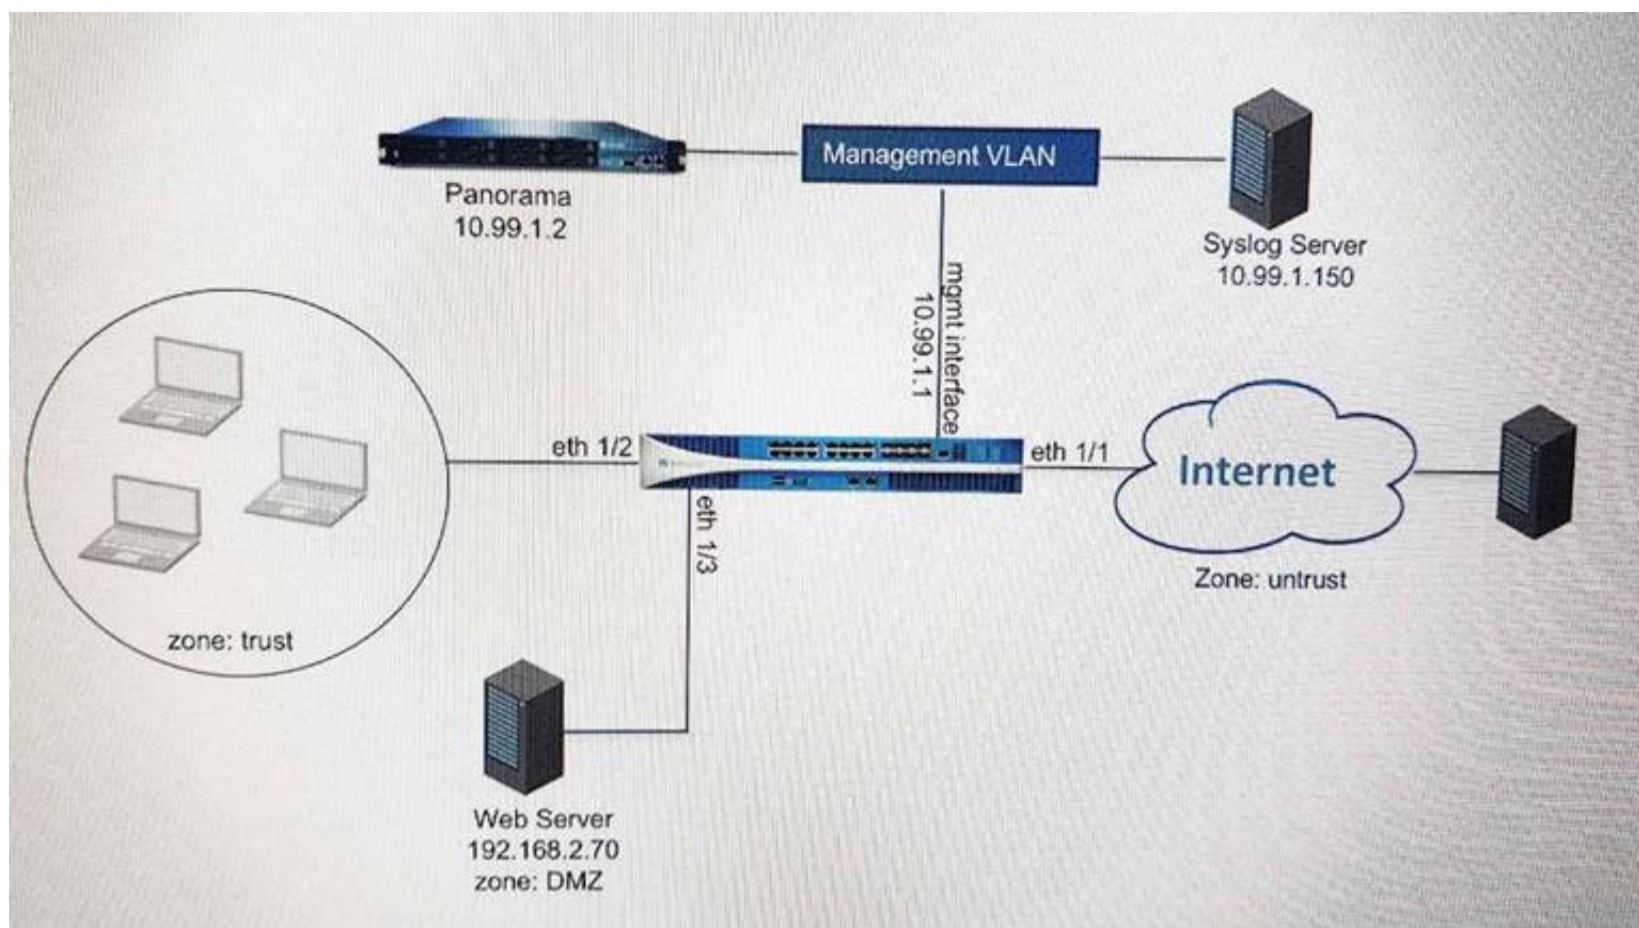 Management VLAN
Panorama
10.99.1.2
Syslog Server
10.99.1.150
mgmt interface
10.99.1.1
eth 1/2
eth 1/1
Internet
eth 1/3
Zone: untrust
zone: trust
Web Server
192.168.2.70
zone: DMZ